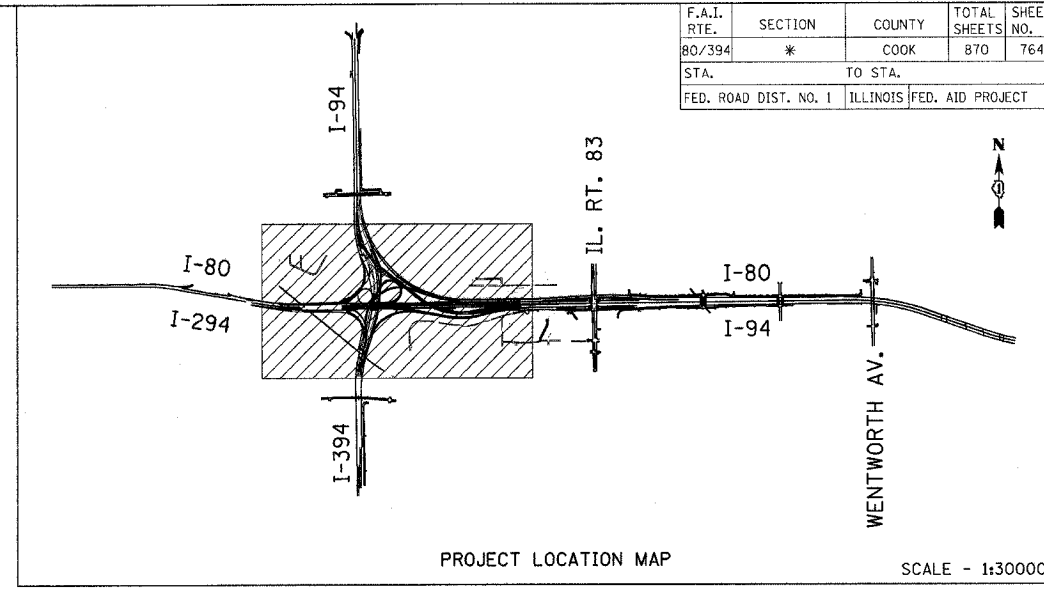 F.A.I. RTE. SECTION COUNTY TOTAL SHEETS SHEE NO.
80/394 * COOK 870 764
STA. TO STA.
FED. ROAD DIST. NO. 1 ILLINOIS FED. AID PROJECT
N
I-94
IL. RT. 83
I-80
I-294
I-80
I-94
I-394
WENTWORTH AV.
PROJECT LOCATION MAP
SCALE - 1:30000